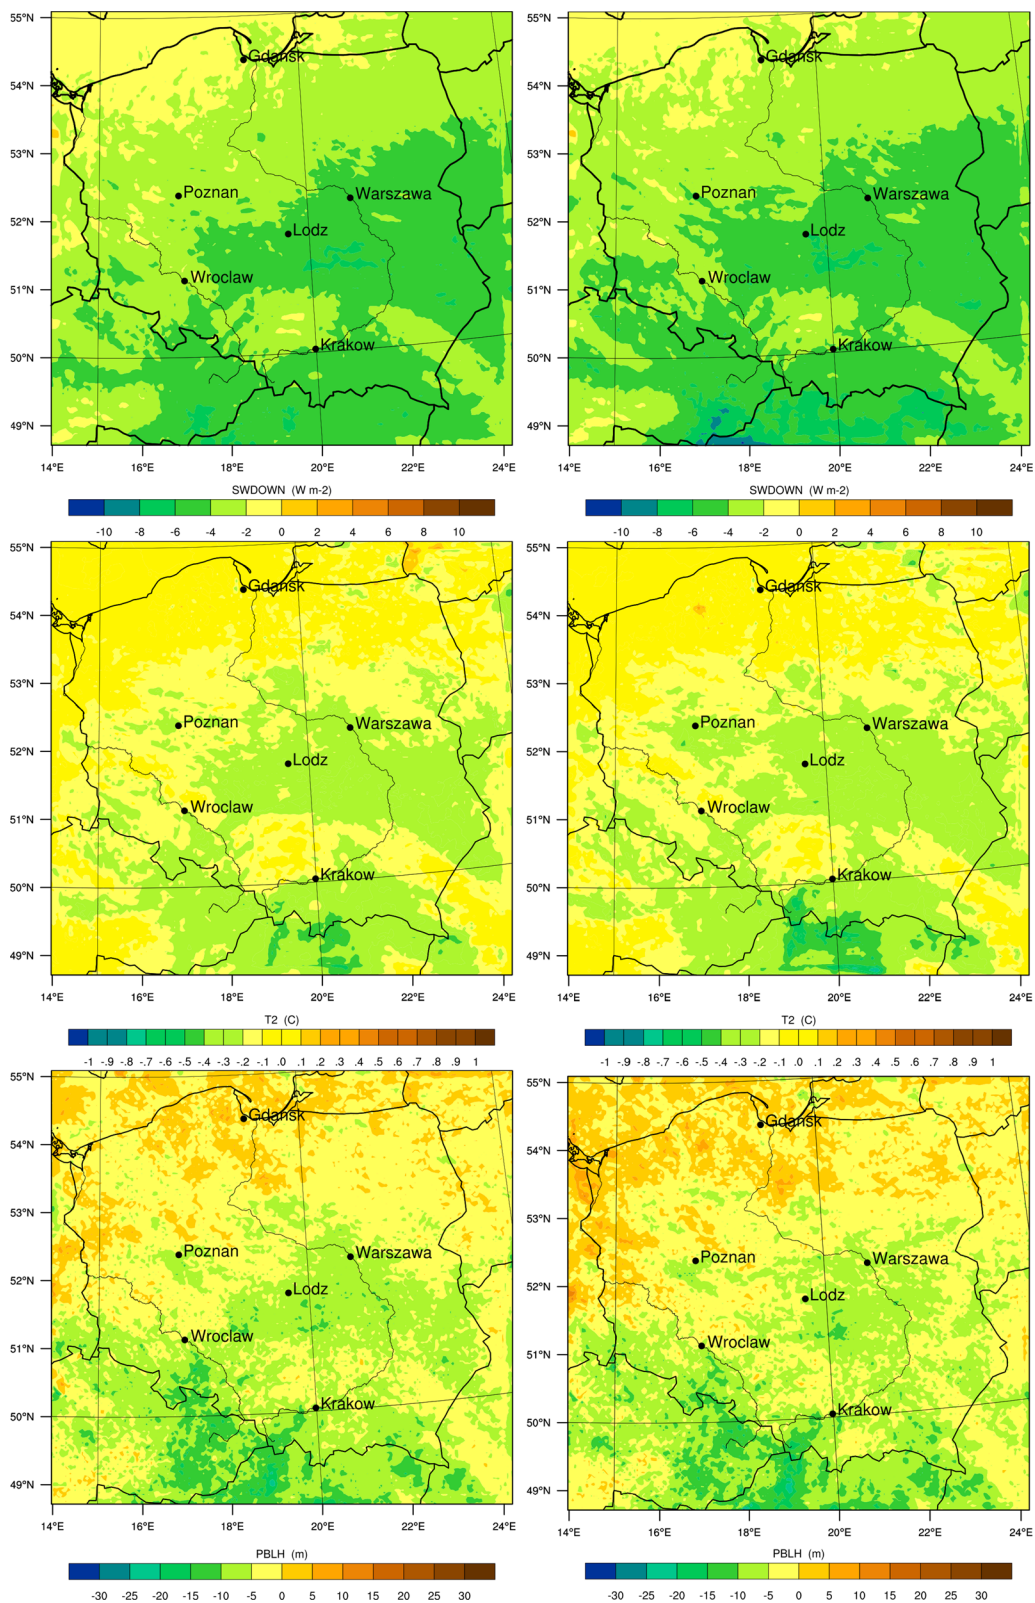 55°N 55°N
Gdansk Gdansk
54°N 54°N
53°N 53°N
Poznan Warszawa Poznan Warszawa
52°N Lodz 52°N Lodz
Wroclaw Wroclaw
51°N 51°N
Krakow Krakow
50°N 50°N
49°N 49°N
14°E 16°E 18°E 20°E 22°E 24°E 14°E 16°E 18°E 20°E 22°E 24°E
SWDOWN (W m-2) SWDOWN (W m-2)
-10 -8 -6 -4 -2 0 2 4 6 8 10 -10 -8 -6 -4 -2 0 2 4 6 8 10
55°N 55°N
Gdansk Gdansk
54°N 54°N
53°N 53°N
Poznan Warszawa Poznan Warszawa
52°N Lodz 52°N Lodz
Wroclaw Wroclaw
51°N 51°N
Krakow Krakow
50°N 50°N
49°N 49°N
14°E 16°E 18°E 20°E 22°E 24°E 14°E 16°E 18°E 20°E 22°E 24°E
T2 (C) T2 (C)
-1 -.9 -.8 -.7 -.6 -.5 -.4 -.3 -.2 -.1 .0 .1 .2 .3 .4 .5 .6 .7 .8 .9 1 -1 -.9 -.8 -.7 -.6 -.5 -.4 -.3 -.2 -.1 .0 .1 .2 .3 .4 .5 .6 .7 .8 .9 1
55°N 55°N
Gdansk Gdansk
54°N 54°N
53°N 53°N
Poznan Warszawa Poznan Warszawa
52°N Lodz 52°N Lodz
Wroclaw Wroclaw
51°N 51°N
Krakow Krakow
50°N 50°N
49°N 49°N
14°E 16°E 18°E 20°E 22°E 24°E 14°E 16°E 18°E 20°E 22°E 24°E
PBLH (m) PBLH (m)
-30 -25 -20 -15 -10 -5 0 5 10 15 20 25 30 -30 -25 -20 -15 -10 -5 0 5 10 15 20 25 30